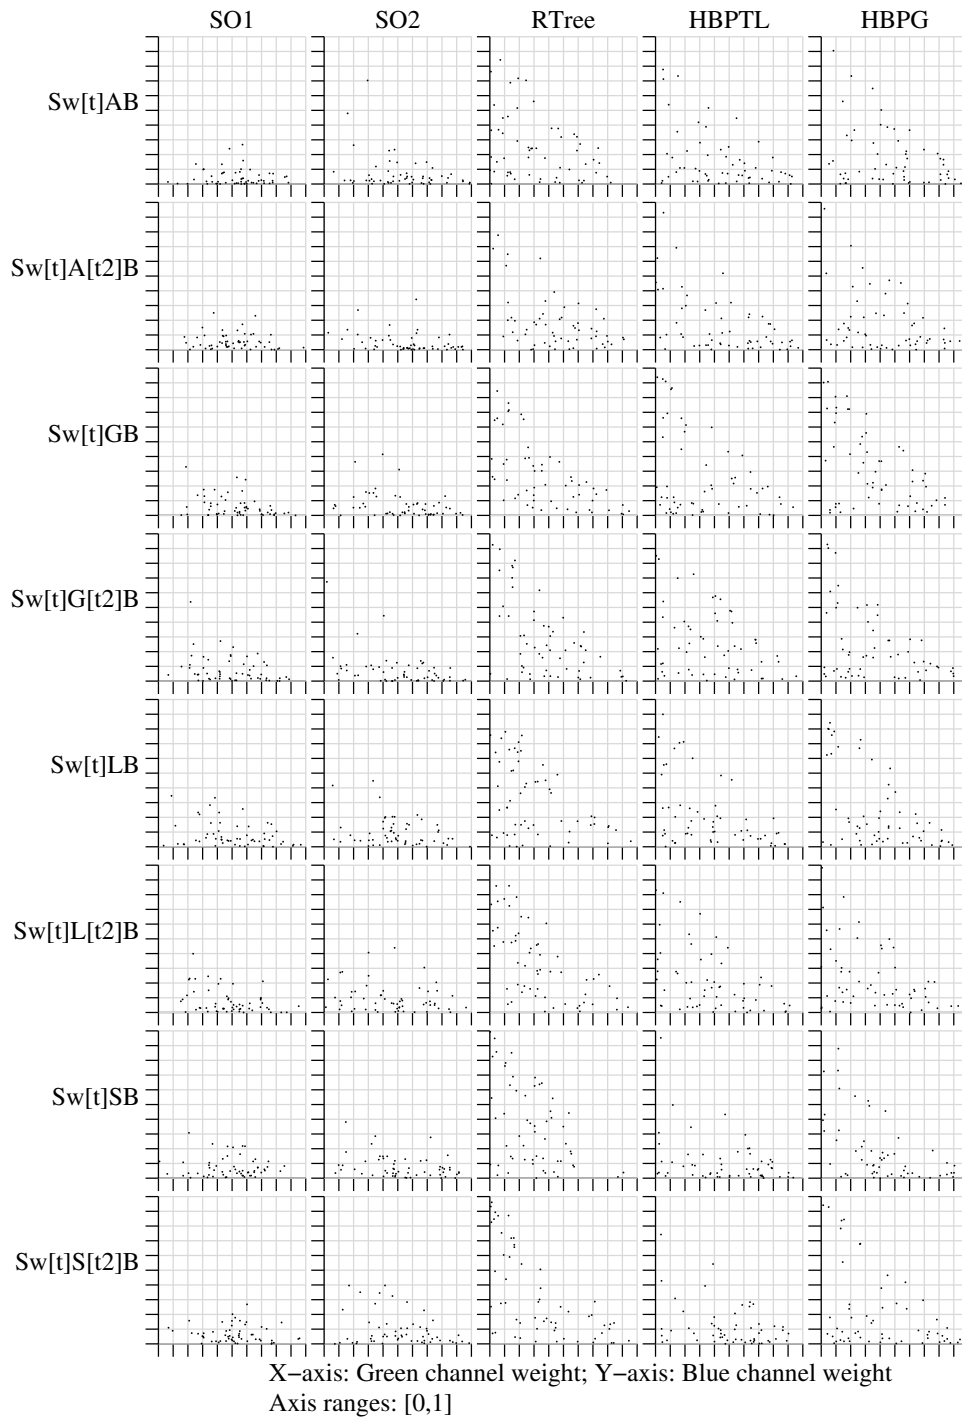 SO1 SO2 RTree HBPTL HBPG
Sw[t]AB
Sw[t]A[t2]B
Sw[t]GB
Sw[t]G[t2]B
Sw[t]LB
Sw[t]L[t2]B
Sw[t]SB
Sw[t]S[t2]B
X−axis: Green channel weight; Y−axis: Blue channel weight
Axis ranges: [0,1]